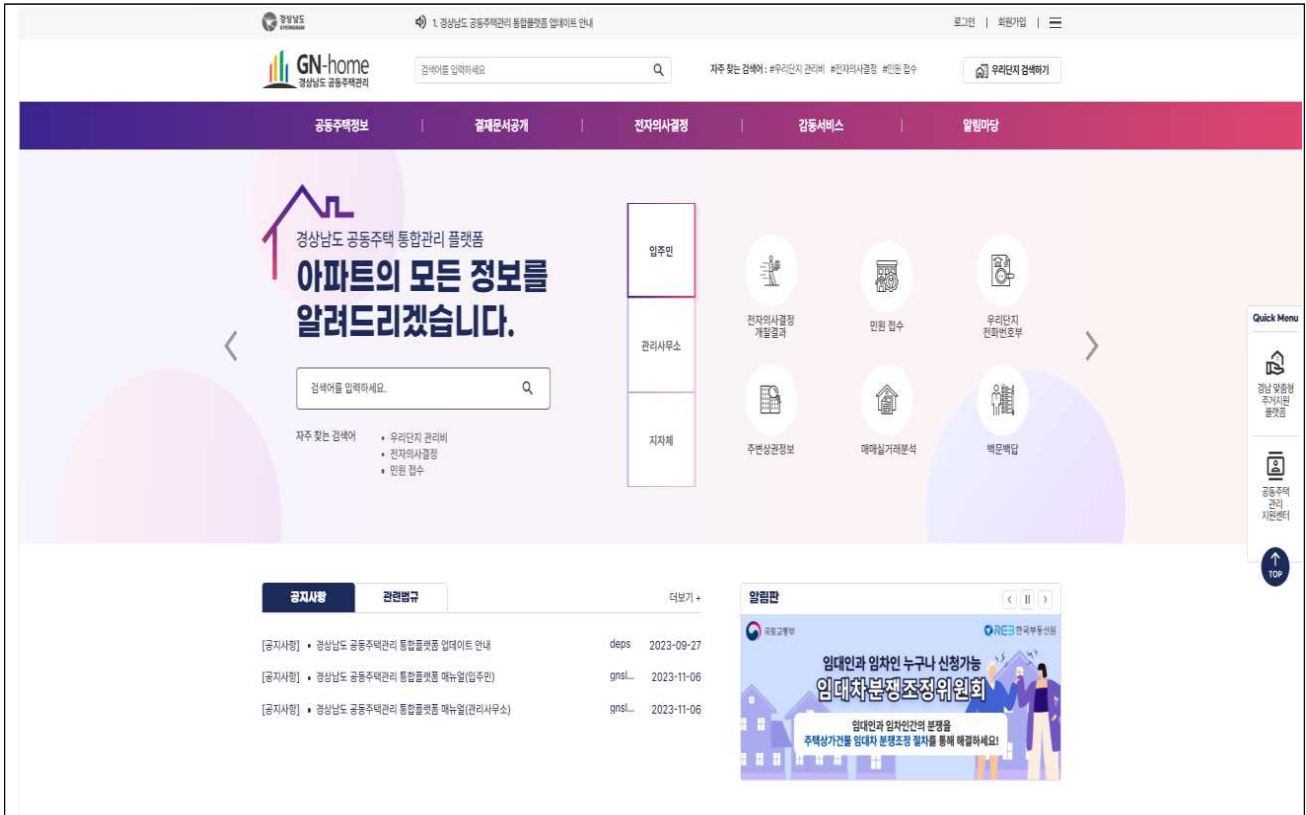 경상남도
GYEONGNAM
1. 경상남도 공동주택관리 통합플랫폼 업데이트 안내
로그인 | 회원가입 |
GN-home
경상남도 공동주택관리
검색어를 입력하세요
자주 찾는 검색어 : #우리단지 관리비 #전자의사결정 #민원 접수
우리단지 검색하기
공동주택정보 | 결재문서공개 | 전자의사결정 | 감동서비스 | 알림마당
경상남도 공동주택 통합관리 플랫폼
아파트의 모든 정보를
알려드리겠습니다.
검색어를 입력하세요.
자주 찾는 검색어
• 우리단지 관리비
• 전자의사결정
• 민원 접수
입주민
관리사무소
지자체
전자의사결정
개찰결과
민원 접수
우리단지
전화번호부
주변상권정보
매매실거래분석
백문백답
Quick Menu
경남 맞춤형
주거지원
플랫폼
공동주택
관리
지원센터
TOP
공지사항
관련법규
더보기 +
[공지사항] • 경상남도 공동주택관리 통합플랫폼 업데이트 안내 deps 2023-09-27
[공지사항] • 경상남도 공동주택관리 통합플랫폼 매뉴얼(입주민) gnsl... 2023-11-06
[공지사항] • 경상남도 공동주택관리 통합플랫폼 매뉴얼(관리사무소) gnsl... 2023-11-06
알림판
국토교통부
REB 한국부동산원
임대인과 임차인 누구나 신청가능
임대차분쟁조정위원회
임대인과 임차인간의 분쟁을
주택상가건물 임대차 분쟁조정 절차를 통해 해결하세요!